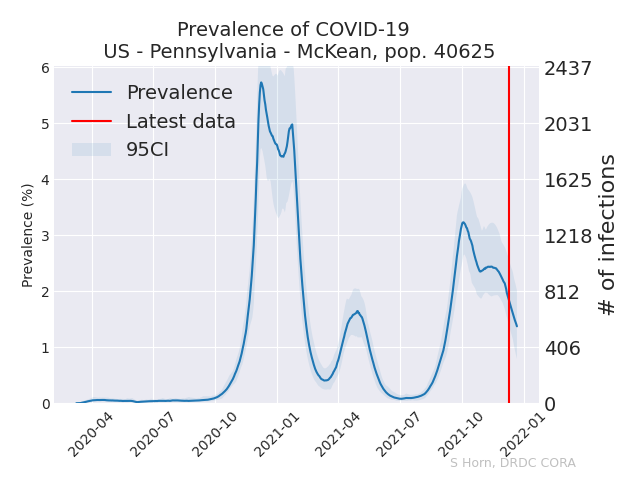 Prevalence of COVID-19
US - Pennsylvania - McKean, pop. 40625
Prevalence
Latest data
95CI
Prevalence (%)
6
5
4
3
2
1
0
2437
2031
1625
1218
812
406
0
# of infections
2020-04
2020-07
2020-10
2021-01
2021-04
2021-07
2021-10
2022-01
S Horn, DRDC CORA